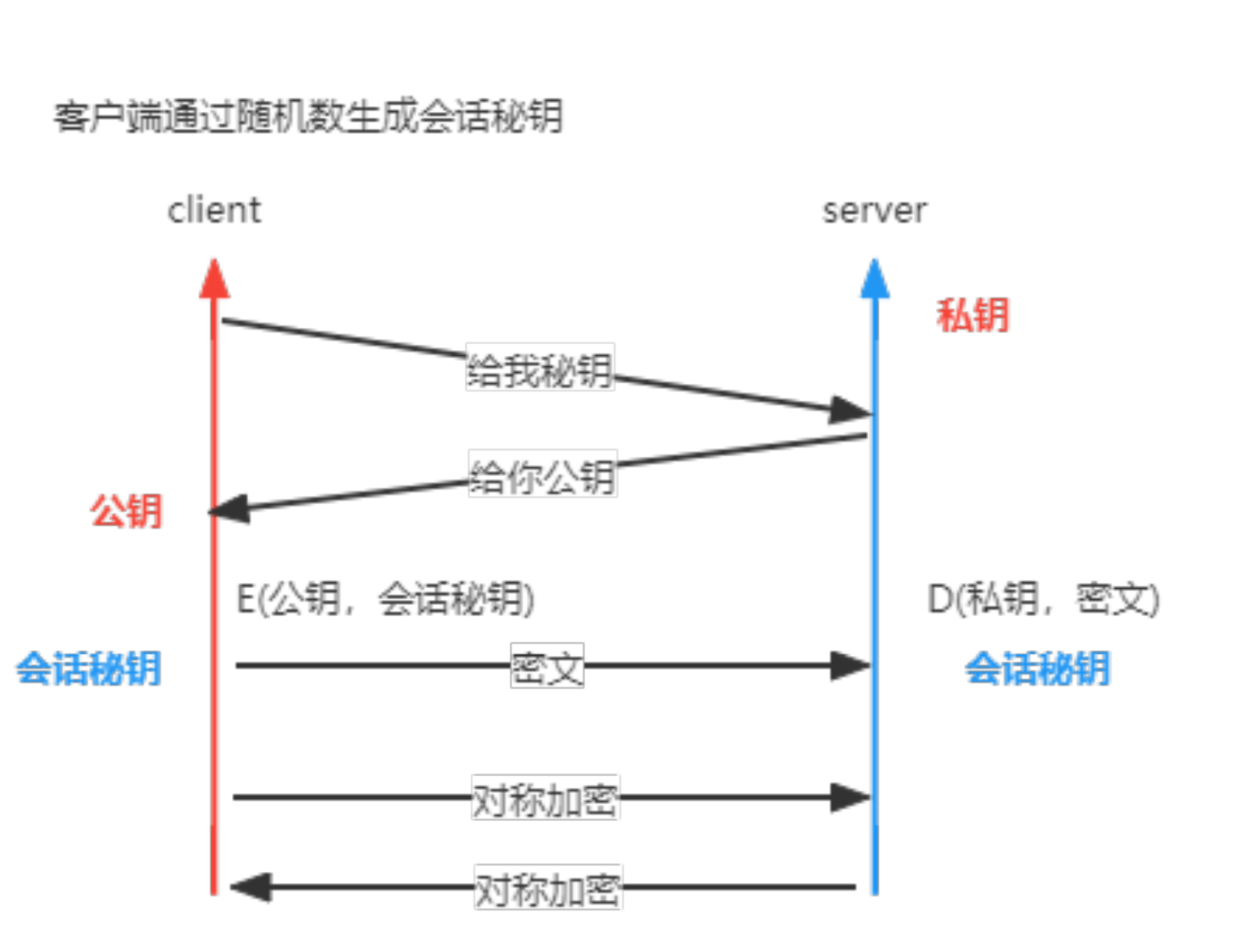 客户端通过随机数生成会话秘钥
client
server
私钥
给我秘钥
给你公钥
公钥
E(公钥，会话秘钥)
D(私钥，密文)
会话秘钥
密文
会话秘钥
对称加密
对称加密